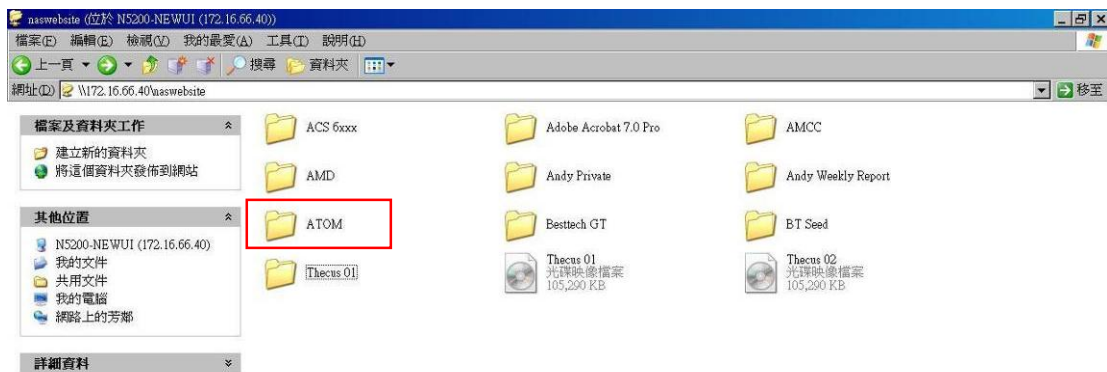 naswebsite (位於 N5200-NEWUI (172.16.66.40))
檔案(F) 編輯(E) 檢視(V) 我的最愛(A) 工具(T) 說明(H)
上一頁 搜尋 資料夾
網址(D) \\172.16.66.40\naswebsite 移至
檔案及資料夾工作
建立新的資料夾
將這個資料夾發佈到網站
其他位置
N5200-NEWUI (172.16.66.40)
我的文件
共用文件
我的電腦
網路上的芳鄰
詳細資料
ACS 6xxx
Adobe Acrobat 7.0 Pro
AMCC
AMD
Andy Private
Andy Weekly Report
ATOM
Besttech GT
BT Seed
Thecus 01
Thecus 01
光碟映像檔案
105,290 KB
Thecus 02
光碟映像檔案
105,290 KB